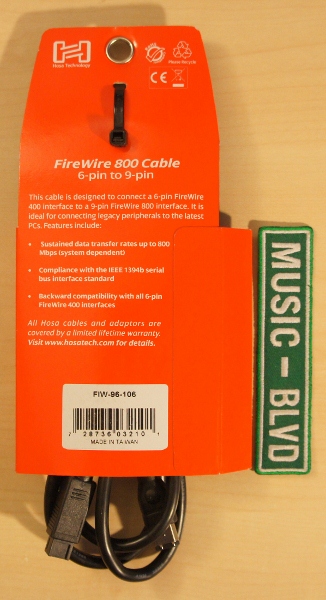 Hosa Technology
Please Recycle
CE
FireWire 800 Cable
6-pin to 9-pin
This cable is designed to connect a 6-pin FireWire
400 interface to a 9-pin FireWire 800 interface. It is
ideal for connecting legacy peripherals to the latest
PCs. Features include:
• Sustained data transfer rates up to 800
Mbps (system dependent)
• Compliance with the IEEE 1394b serial
bus interface standard
• Backward compatibility with all 6-pin
FireWire 400 interfaces
All Hosa cables and adaptors are
covered by a limited lifetime warranty.
Visit www.hosatech.com for details.
FIW-96-106
7 28736 03210 1
MADE IN TAIWAN
MUSIC - BLVD